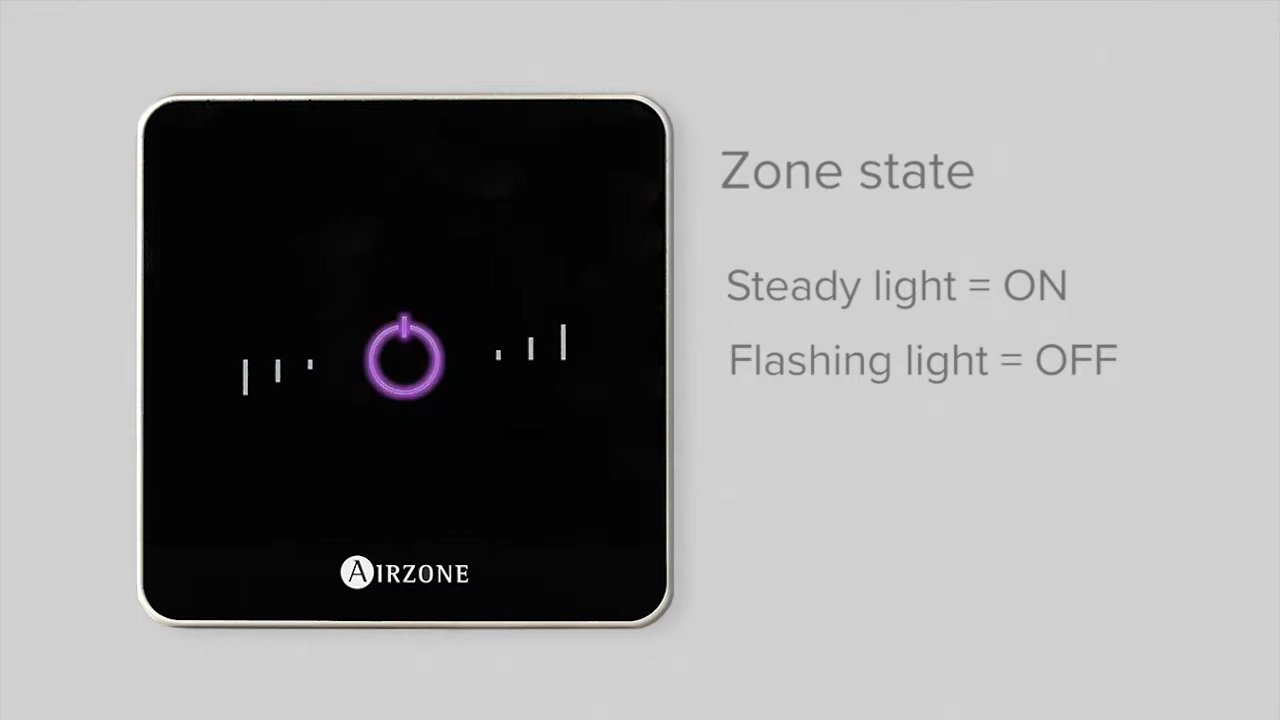 Zone state
Steady light = ON
Flashing light = OFF
AIRZONE